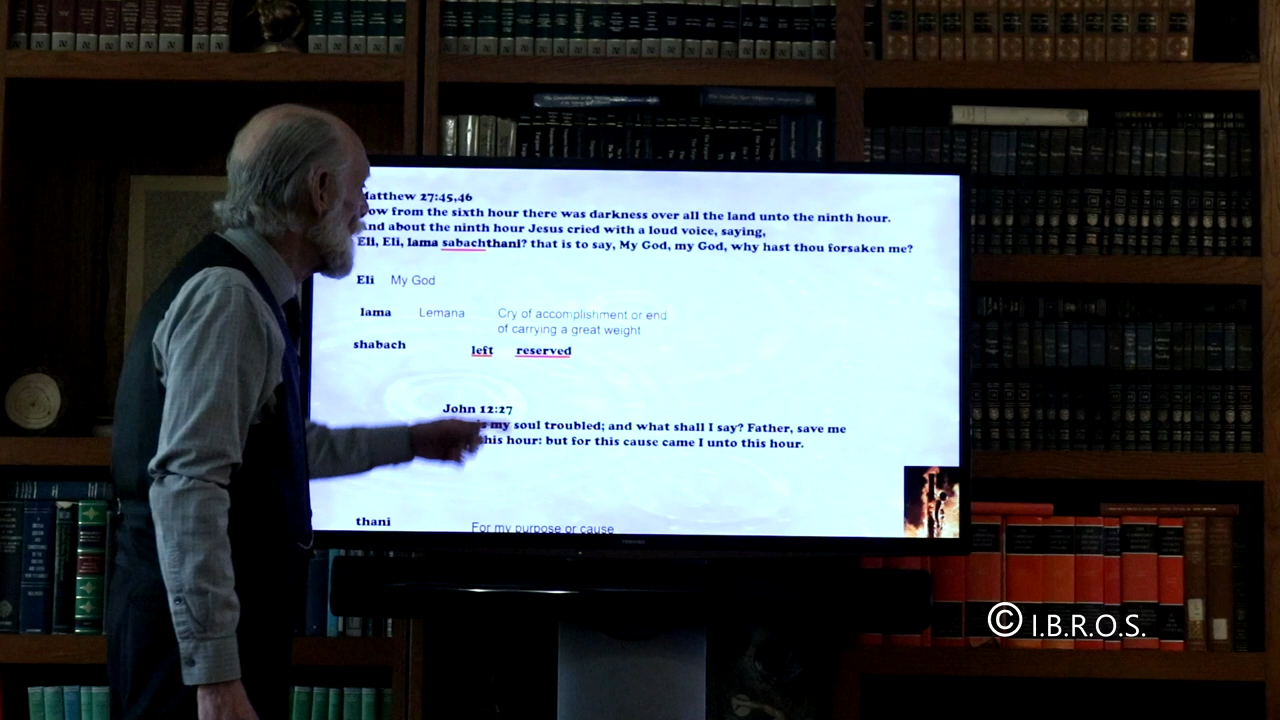 Matthew 27:45,46
ow from the sixth hour there was darkness over all the land unto the ninth hour.
And about the ninth hour Jesus cried with a loud voice, saying,
Eli, Eli, lama sabachthani? that is to say, My God, my God, why hast thou forsaken me?
Eli My God
lama Lemana Cry of accomplishment or end
of carrying a great weight
shabach left reserved
John 12:27
is my soul troubled; and what shall I say? Father, save me
this hour: but for this cause came I unto this hour.
thani For my purpose or cause
TOSHIBA
© I.B.R.O.S.